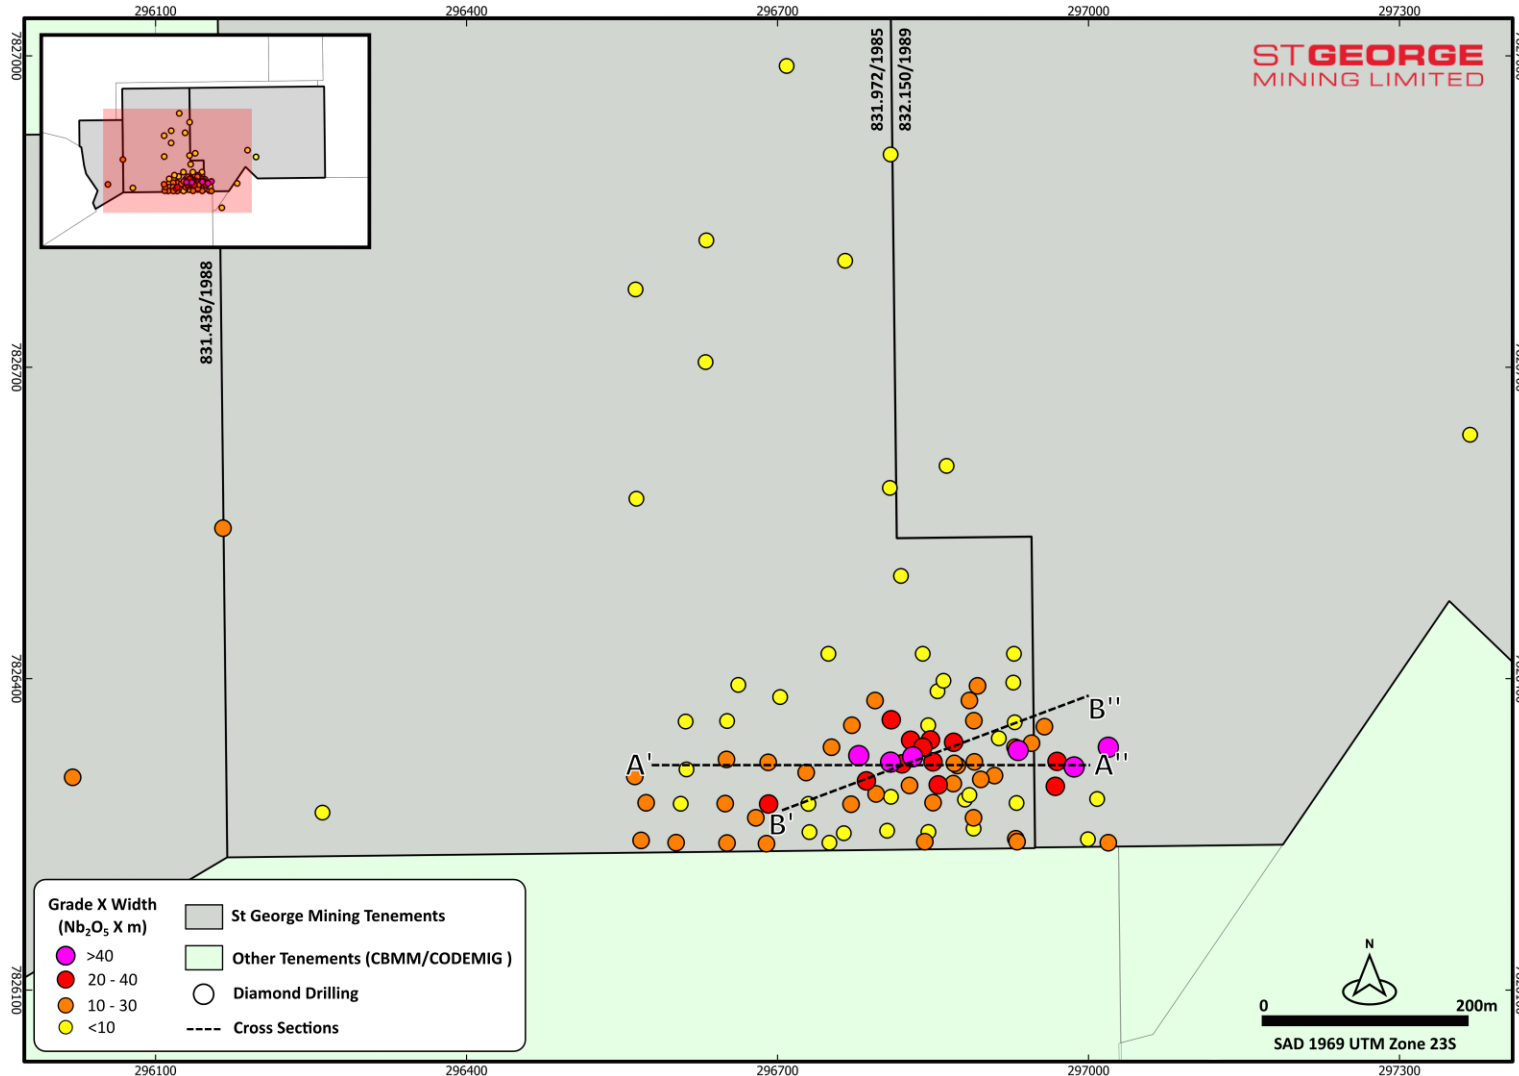 296100
296400
296700
297000
297300
7827000
7826700
7826400
7826100
STGEORGE
MINING LIMITED
831.972/1985
832.150/1989
831.436/1988
A'
A''
B'
B''
Grade X Width
(Nb₂O₅ X m)
>40
20 - 40
10 - 30
<10
St George Mining Tenements
Other Tenements (CBMM/CODEMIG )
Diamond Drilling
Cross Sections
N
0 200m
SAD 1969 UTM Zone 23S
296100
296400
296700
297000
297300